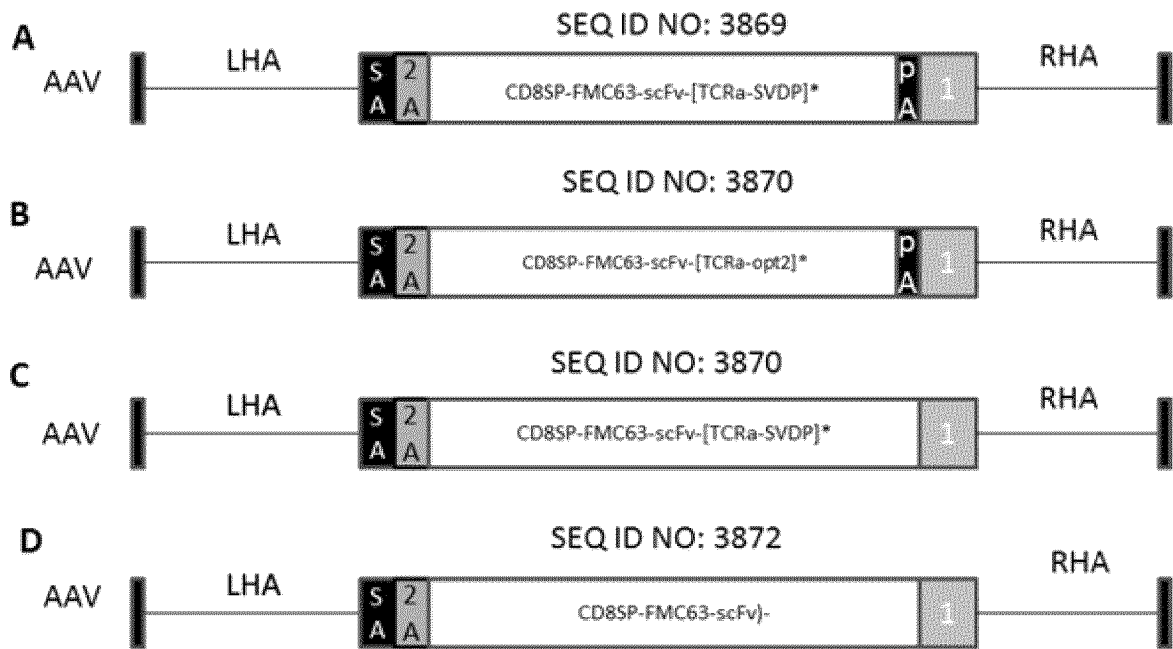 A
SEQ ID NO: 3869
AAV
LHA
S
A
2
A
CD8SP-FMC63-scFv-[TCRa-SVDP]*
p
A
1
RHA
B
SEQ ID NO: 3870
AAV
LHA
S
A
2
A
CD8SP-FMC63-scFv-[TCRa-opt2]*
p
A
1
RHA
C
SEQ ID NO: 3870
AAV
LHA
S
A
2
A
CD8SP-FMC63-scFv-[TCRa-SVDP]*
1
RHA
D
SEQ ID NO: 3872
AAV
LHA
S
A
2
A
CD8SP-FMC63-scFv)-
1
RHA